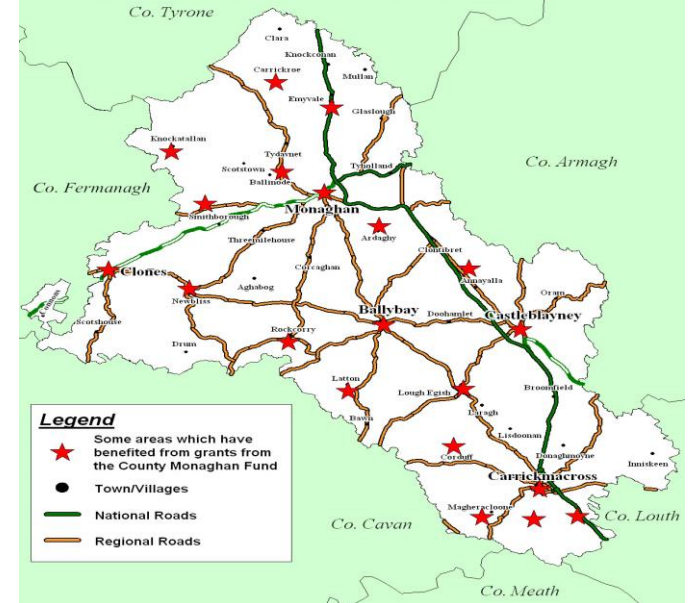 Co. Tyrone
Clara
Knockconan
Carrickroe
Mullan
Emyvale
Glaslough
Knockatallan
Tydavnet
Scotstown
Ballinode
Tyholland
Co. Armagh
Co. Fermanagh
Smithborough
Monaghan
Ardaghy
Threemilehouse
Clontibret
Corcaghan
Clones
Annayalla
Aghabog
Newbliss
Oram
Scotshouse
Ballybay
Doohamlet
Castleblayney
Rockcorry
Drum
Latton
Lough Egish
Broomfield
Laragh
Bawn
Lisdoonan
Donaghmoyne
Corduff
Inniskeen
Carrickmacross
Magheracloone
Co. Louth
Co. Cavan
Co. Meath
Legend
Some areas which have
benefited from grants from
the County Monaghan Fund
Town/Villages
National Roads
Regional Roads